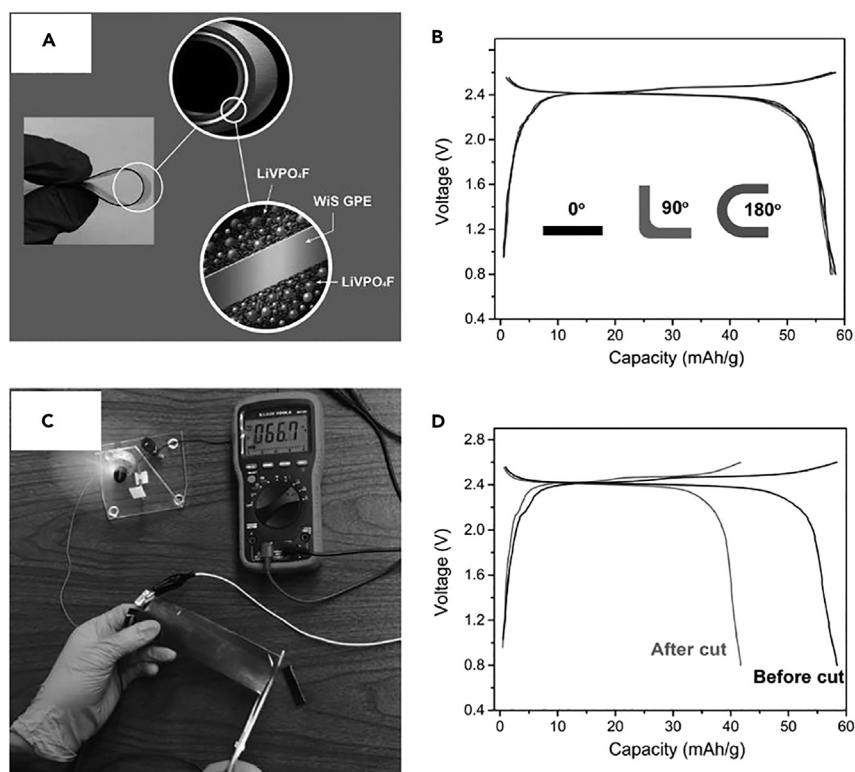 A
LiVPO₄F
WiS GPE
LiVPO₄F
B
Voltage (V)
2.4
2.0
1.6
1.2
0.8
0.4
0° 90° 180°
0 10 20 30 40 50 60
Capacity (mAh/g)
C
KLEIN TOOLS
066.7
D
Voltage (V)
2.8
2.4
2.0
1.6
1.2
0.8
0.4
After cut
Before cut
0 10 20 30 40 50 60
Capacity (mAh/g)